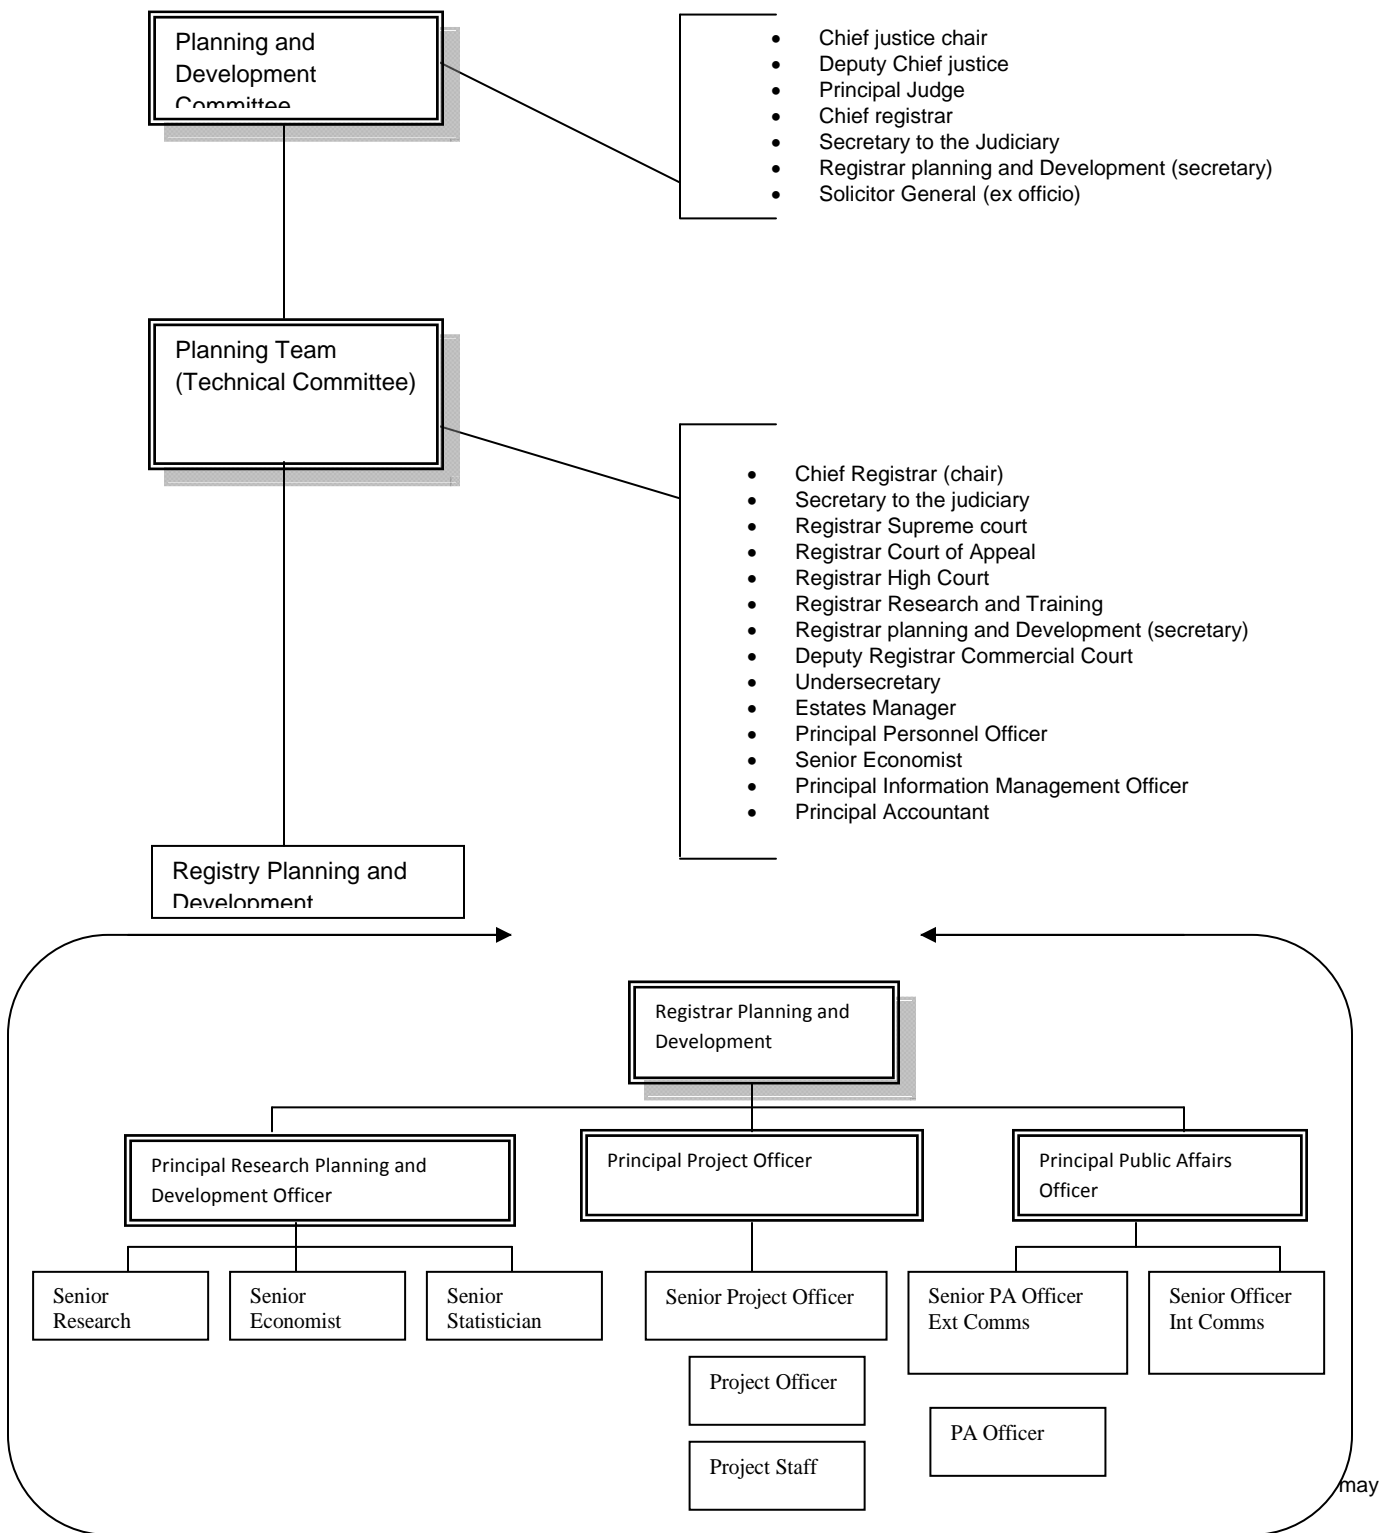 Planning and
Development
Committee
• Chief justice chair
• Deputy Chief justice
• Principal Judge
• Chief registrar
• Secretary to the Judiciary
• Registrar planning and Development (secretary)
• Solicitor General (ex officio)
Planning Team
(Technical Committee)
• Chief Registrar (chair)
• Secretary to the judiciary
• Registrar Supreme court
• Registrar Court of Appeal
• Registrar High Court
• Registrar Research and Training
• Registrar planning and Development (secretary)
• Deputy Registrar Commercial Court
• Undersecretary
• Estates Manager
• Principal Personnel Officer
• Senior Economist
• Principal Information Management Officer
• Principal Accountant
Registry Planning and
Development
Registrar Planning and
Development
Principal Research Planning and
Development Officer
Principal Project Officer
Principal Public Affairs
Officer
Senior
Research
Senior
Economist
Senior
Statistician
Senior Project Officer
Senior PA Officer
Ext Comms
Senior Officer
Int Comms
Project Officer
PA Officer
Project Staff
may